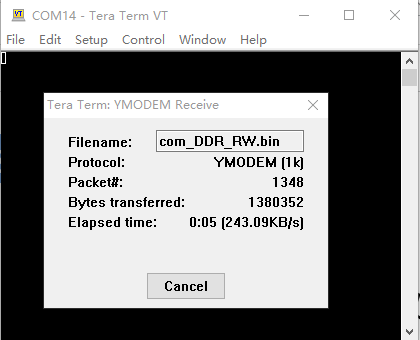 COM14 - Tera Term VT
File Edit Setup Control Window Help
Tera Term: YMODEM Receive
Filename: com_DDR_RW.bin
Protocol: YMODEM (1k)
Packet#: 1348
Bytes transferred: 1380352
Elapsed time: 0:05 (243.09KB/s)
Cancel